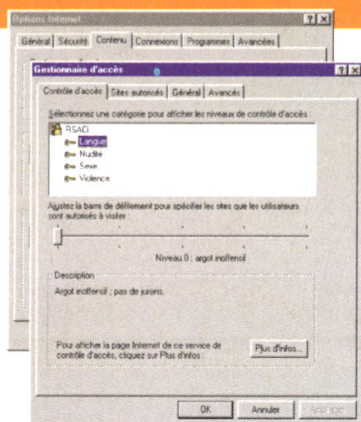 Options Internet
Général Sécurité Contenu Connexions Programmes Avancées
Gestionnaire d'accès
Contrôle d'accès Sites autorisés Général Avancés
Sélectionnez une catégorie pour afficher les niveaux de contrôle d'accès :
RSACi
Langue
Nudité
Sexe
Violence
Ajustez la barre de défilement pour spécifier les sites que les utilisateurs
sont autorisés à visiter :
Niveau 0 : argot inoffensif
Description
Argot inoffensif ; pas de jurons.
Pour afficher la page Internet de ce service de
contrôle d'accès, cliquez sur Plus d'infos :
Plus d'infos...
OK Annuler